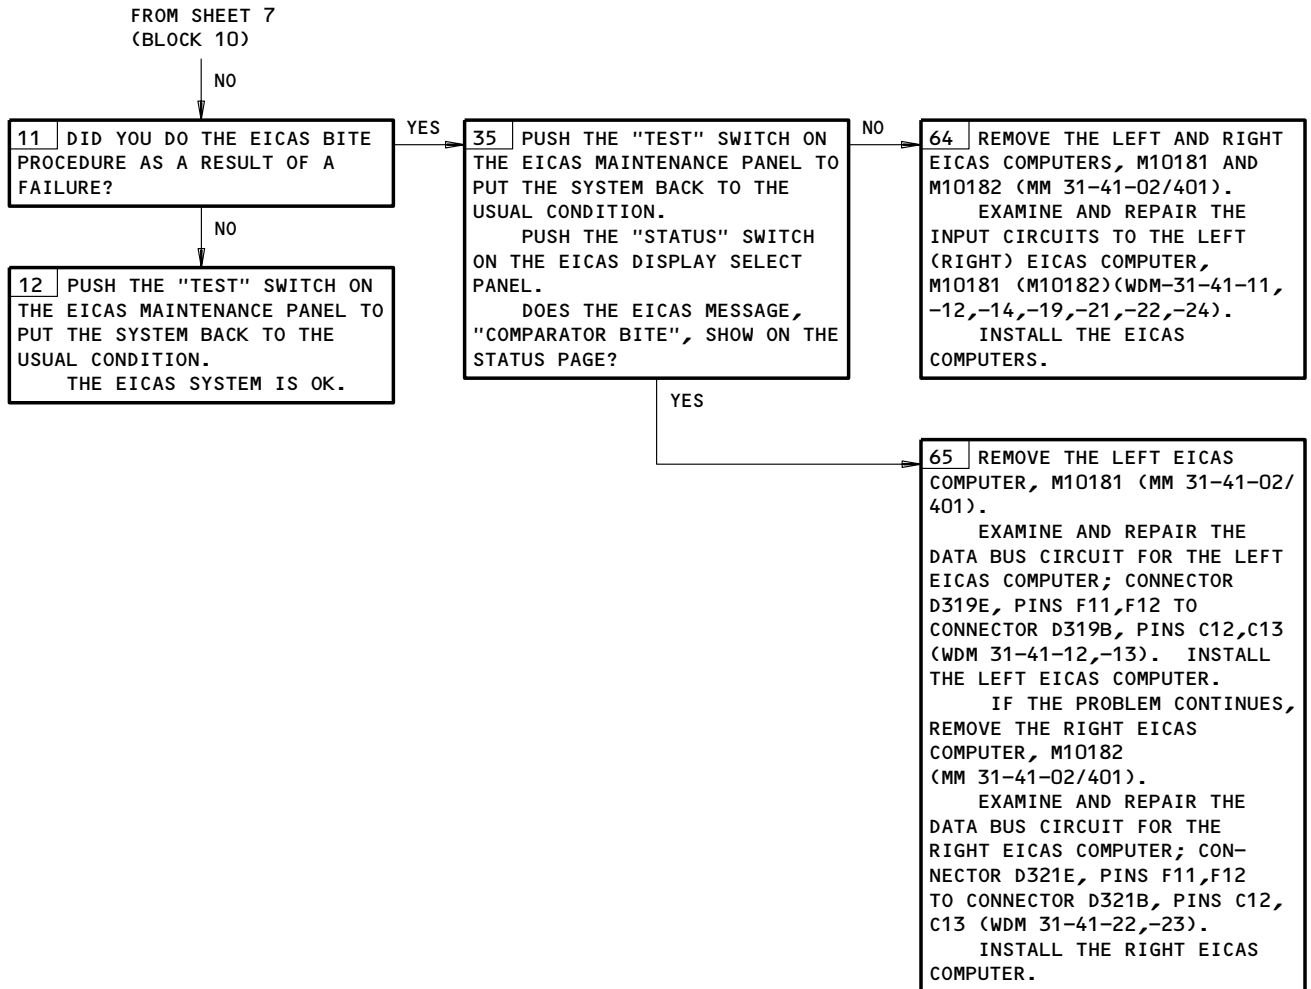 FROM SHEET 7
(BLOCK 10)
NO
11 DID YOU DO THE EICAS BITE
PROCEDURE AS A RESULT OF A
FAILURE?
YES
NO
12 PUSH THE "TEST" SWITCH ON
THE EICAS MAINTENANCE PANEL TO
PUT THE SYSTEM BACK TO THE
USUAL CONDITION.
THE EICAS SYSTEM IS OK.
35 PUSH THE "TEST" SWITCH ON
THE EICAS MAINTENANCE PANEL TO
PUT THE SYSTEM BACK TO THE
USUAL CONDITION.
PUSH THE "STATUS" SWITCH
ON THE EICAS DISPLAY SELECT
PANEL.
DOES THE EICAS MESSAGE,
"COMPARATOR BITE", SHOW ON THE
STATUS PAGE?
NO
YES
64 REMOVE THE LEFT AND RIGHT
EICAS COMPUTERS, M10181 AND
M10182 (MM 31-41-02/401).
EXAMINE AND REPAIR THE
INPUT CIRCUITS TO THE LEFT
(RIGHT) EICAS COMPUTER,
M10181 (M10182)(WDM-31-41-11,
-12,-14,-19,-21,-22,-24).
INSTALL THE EICAS
COMPUTERS.
65 REMOVE THE LEFT EICAS
COMPUTER, M10181 (MM 31-41-02/
401).
EXAMINE AND REPAIR THE
DATA BUS CIRCUIT FOR THE LEFT
EICAS COMPUTER; CONNECTOR
D319E, PINS F11,F12 TO
CONNECTOR D319B, PINS C12,C13
(WDM 31-41-12,-13). INSTALL
THE LEFT EICAS COMPUTER.
IF THE PROBLEM CONTINUES,
REMOVE THE RIGHT EICAS
COMPUTER, M10182
(MM 31-41-02/401).
EXAMINE AND REPAIR THE
DATA BUS CIRCUIT FOR THE
RIGHT EICAS COMPUTER; CON-
NECTOR D321E, PINS F11,F12
TO CONNECTOR D321B, PINS C12,
C13 (WDM 31-41-22,-23).
INSTALL THE RIGHT EICAS
COMPUTER.